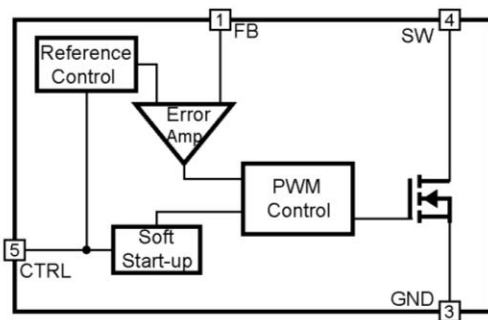 1
FB
4
SW
Reference
Control
Error
Amp
PWM
Control
5
CTRL
Soft
Start-up
GND
3